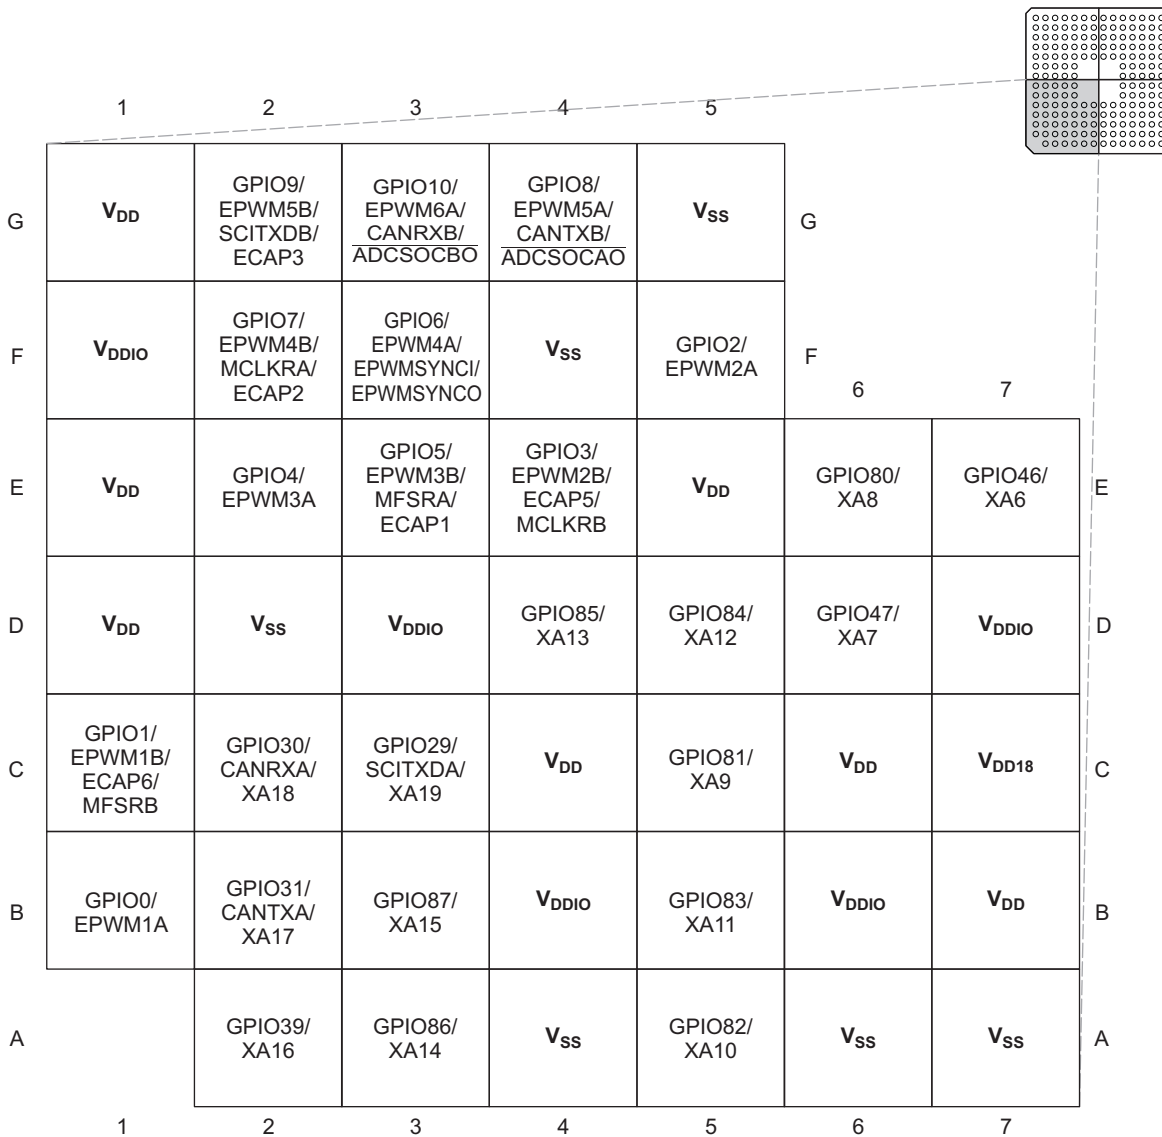 1 2 3 4 5
G
V_DD
GPIO9/
EPWM5B/
SCITXDB/
ECAP3
GPIO10/
EPWM6A/
CANRXB/
ADCSOCBO
GPIO8/
EPWM5A/
CANTXB/
ADCSOCAO
V_SS
G
F
V_DDIO
GPIO7/
EPWM4B/
MCLKRA/
ECAP2
GPIO6/
EPWM4A/
EPWMSYNCI/
EPWMSYNCO
V_SS
GPIO2/
EPWM2A
F
6 7
E
V_DD
GPIO4/
EPWM3A
GPIO5/
EPWM3B/
MFSRA/
ECAP1
GPIO3/
EPWM2B/
ECAP5/
MCLKRB
V_DD
GPIO80/
XA8
GPIO46/
XA6
E
D
V_DD
V_SS
V_DDIO
GPIO85/
XA13
GPIO84/
XA12
GPIO47/
XA7
V_DDIO
D
C
GPIO1/
EPWM1B/
ECAP6/
MFSRB
GPIO30/
CANRXA/
XA18
GPIO29/
SCITXDA/
XA19
V_DD
GPIO81/
XA9
V_DD
V_DD18
C
B
GPIO0/
EPWM1A
GPIO31/
CANTXA/
XA17
GPIO87/
XA15
V_DDIO
GPIO83/
XA11
V_DDIO
V_DD
B
A
GPIO39/
XA16
GPIO86/
XA14
V_SS
GPIO82/
XA10
V_SS
V_SS
A
1 2 3 4 5 6 7